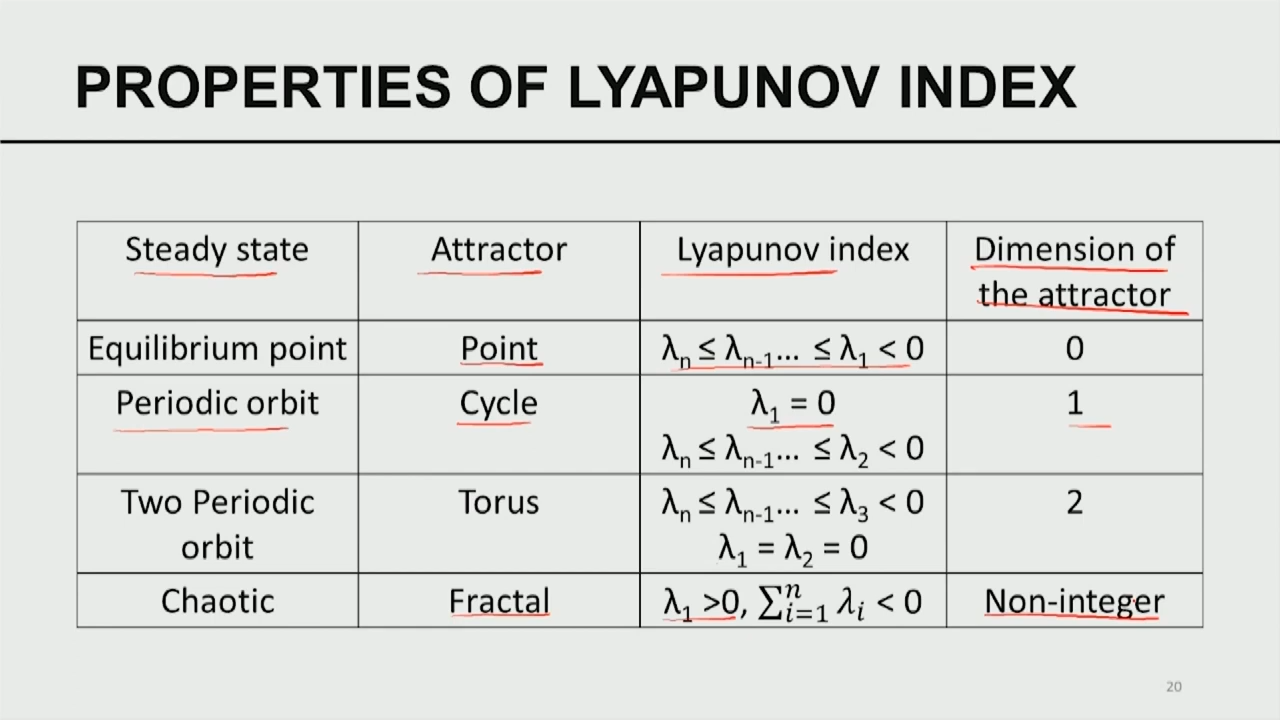 PROPERTIES OF LYAPUNOV INDEX
Steady state Attractor Lyapunov index Dimension of
the attractor
Equilibrium point Point λn ≤ λn-1... ≤ λ1 < 0 0
Periodic orbit Cycle λ1 = 0 1
λn ≤ λn-1... ≤ λ2 < 0
Two Periodic Torus λn ≤ λn-1... ≤ λ3 < 0 2
orbit λ1 = λ2 = 0
Chaotic Fractal λ1 >0, ∑ⁿᵢ₌₁ λi < 0 Non-integer
20